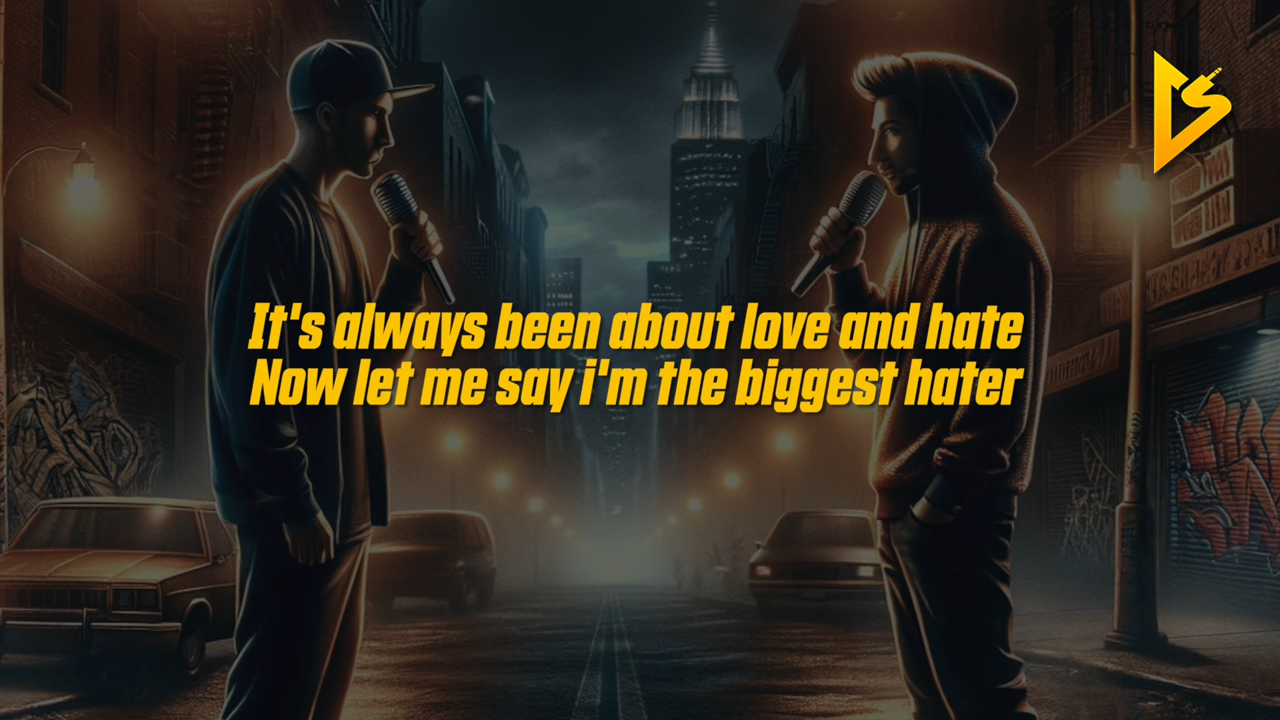 It's always been about love and hate
Now let me say i'm the biggest hater